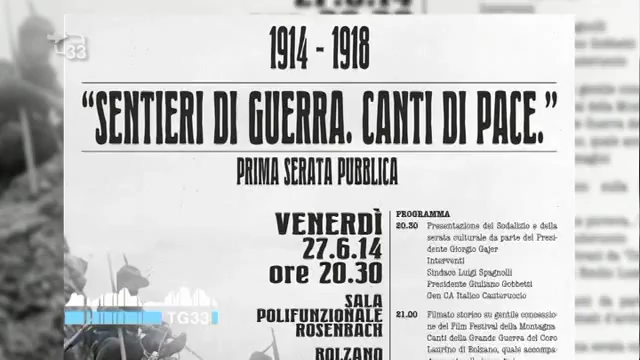 33
1914 - 1918
“SENTIERI DI GUERRA. CANTI DI PACE.”
PRIMA SERATA PUBBLICA
VENERDÌ
27.6.14
ore 20.30
SALA
POLIFUNZIONALE
ROSENBACH
BOLZANO
PROGRAMMA
20.30 Presentazione del Sodalizio e della
serata culturale da parte del Presi-
dente Giorgio Gajer
Interventi
Sindaco Luigi Spagnolli
Presidente Giuliano Gobbetti
Gen CA Italico Cauteruccio
21.00 Filmato storico su gentile concessio-
ne del Film Festival della Montagna
Canti della Grande Guerra del Coro
Laurino di Bolzano, quale accompa-
TG33